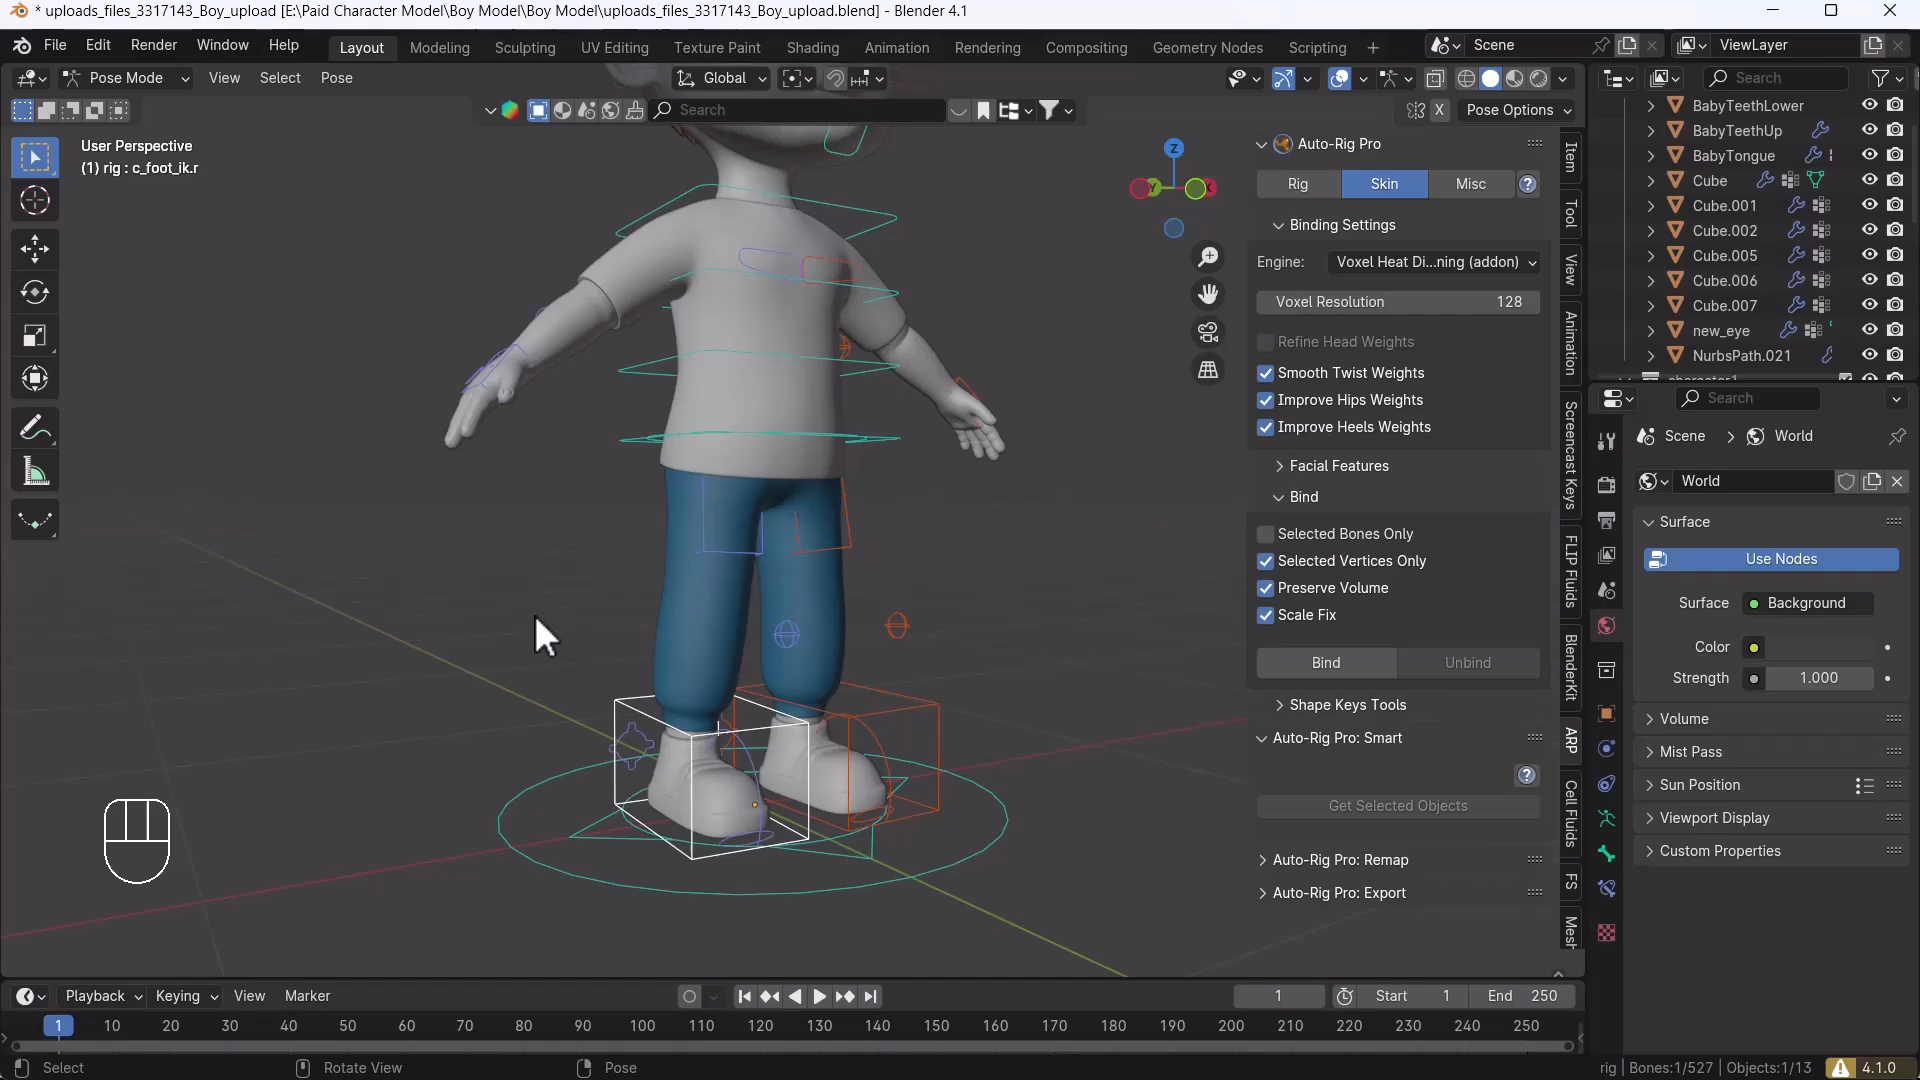 * uploads_files_3317143_Boy_upload [E:\Paid Character Model\Boy Model\Boy Model\uploads_files_3317143_Boy_upload.blend] - Blender 4.1
File Edit Render Window Help
Layout Modeling Sculpting UV Editing Texture Paint Shading Animation Rendering Compositing Geometry Nodes Scripting +
Scene
ViewLayer
Pose Mode View Select Pose
Global
Search
Search
X
Pose Options
User Perspective
(1) rig : c_foot_ik.r
Z
Y
X
Auto-Rig Pro
Rig Skin Misc ?
Binding Settings
Engine: Voxel Heat Di...ning (addon)
Voxel Resolution 128
Refine Head Weights
Smooth Twist Weights
Improve Hips Weights
Improve Heels Weights
Facial Features
Bind
Selected Bones Only
Selected Vertices Only
Preserve Volume
Scale Fix
Bind Unbind
Shape Keys Tools
Auto-Rig Pro: Smart
?
Get Selected Objects
Auto-Rig Pro: Remap
Auto-Rig Pro: Export
Item
Tool
View
Animation
Screencast Keys
FLIP Fluids
BlenderKit
ARP
Cell Fluids
FS
Mesh
BabyTeethLower
BabyTeethUp
BabyTongue
Cube
Cube.001
Cube.002
Cube.005
Cube.006
Cube.007
new_eye
NurbsPath.021
Search
Scene > World
World
Surface
Use Nodes
Surface Background
Color
Strength 1.000
Volume
Mist Pass
Sun Position
Viewport Display
Custom Properties
Playback Keying View Marker
1
Start 1
End 250
1 10 20 30 40 50 60 70 80 90 100 110 120 130 140 150 160 170 180 190 200 210 220 230 240 250
Select
Rotate View
Pose
rig | Bones:1/527 | Objects:1/13
4.1.0